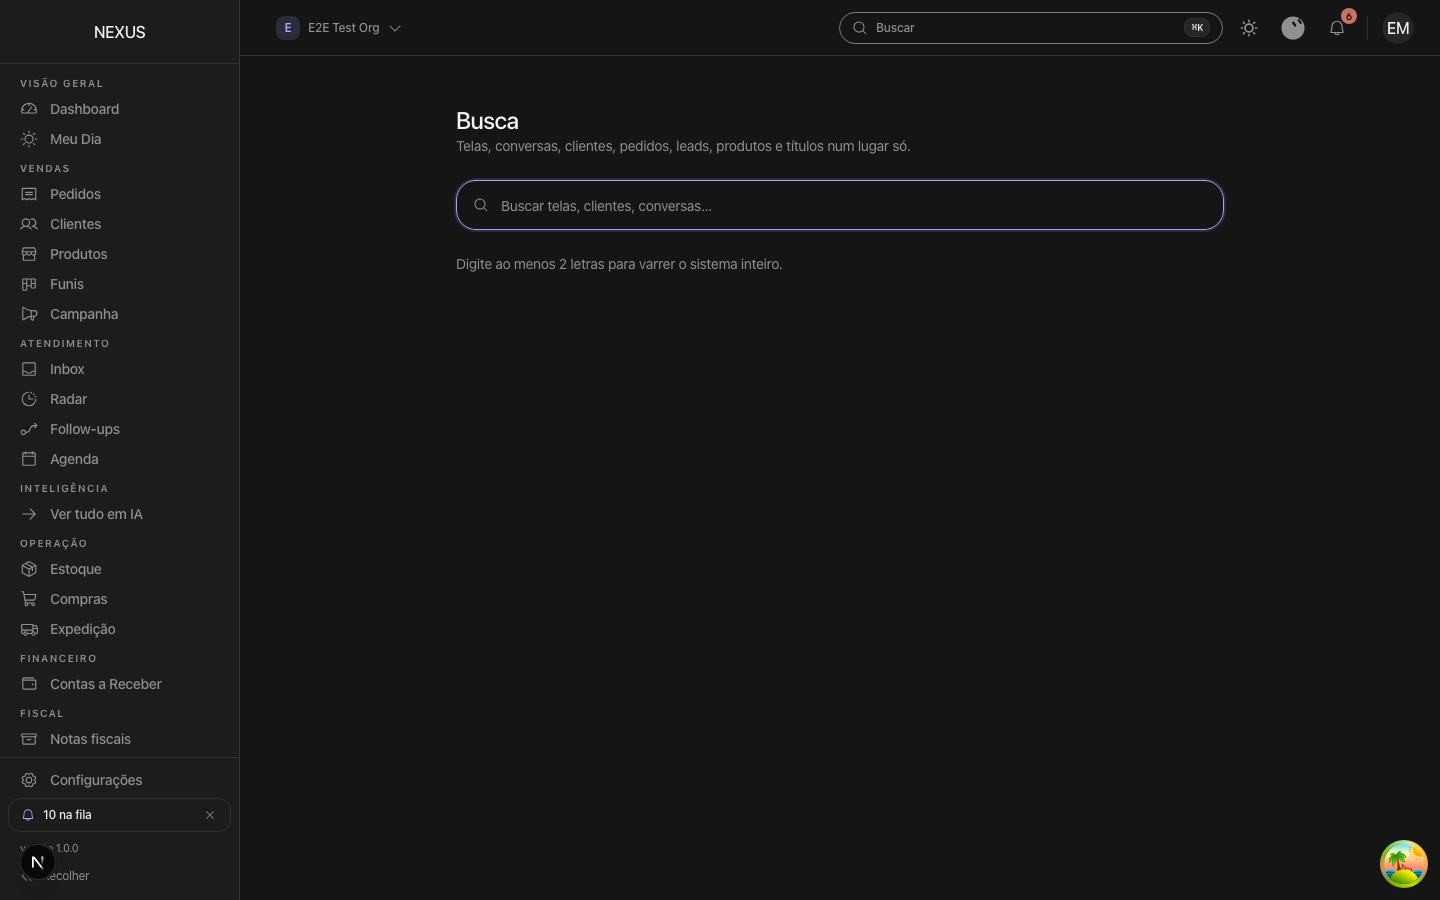 NEXUS
VISÃO GERAL
Dashboard
Meu Dia
VENDAS
Pedidos
Clientes
Produtos
Funis
Campanha
ATENDIMENTO
Inbox
Radar
Follow-ups
Agenda
INTELIGÊNCIA
Ver tudo em IA
OPERAÇÃO
Estoque
Compras
Expedição
FINANCEIRO
Contas a Receber
FISCAL
Notas fiscais
Configurações
10 na fila
1.0.0
N
E E2E Test Org
Buscar ⌘K
6
EM
Busca
Telas, conversas, clientes, pedidos, leads, produtos e títulos num lugar só.
Buscar telas, clientes, conversas...
Digite ao menos 2 letras para varrer o sistema inteiro.